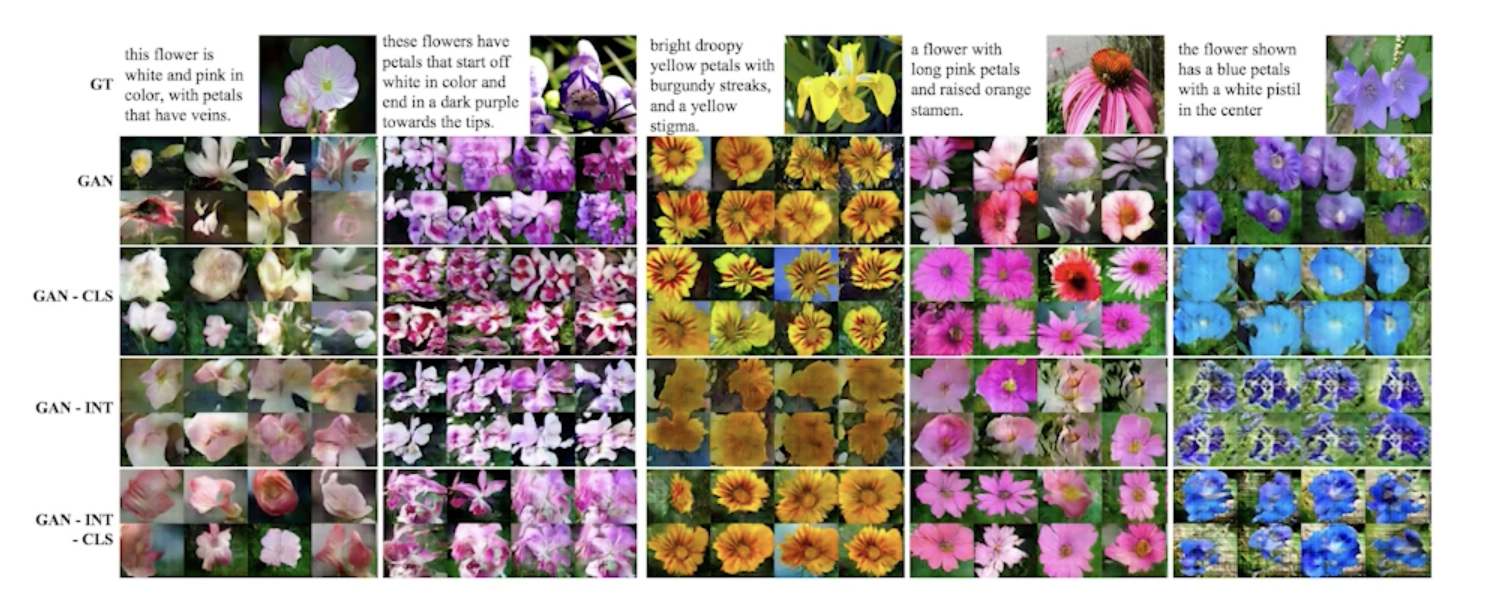 GT
this flower is
white and pink in
color, with petals
that have veins.
these flowers have
petals that start off
white in color and
end in a dark purple
towards the tips.
bright droopy
yellow petals with
burgundy streaks,
and a yellow
stigma.
a flower with
long pink petals
and raised orange
stamen.
the flower shown
has a blue petals
with a white pistil
in the center
GAN
GAN - CLS
GAN - INT
GAN - INT
- CLS